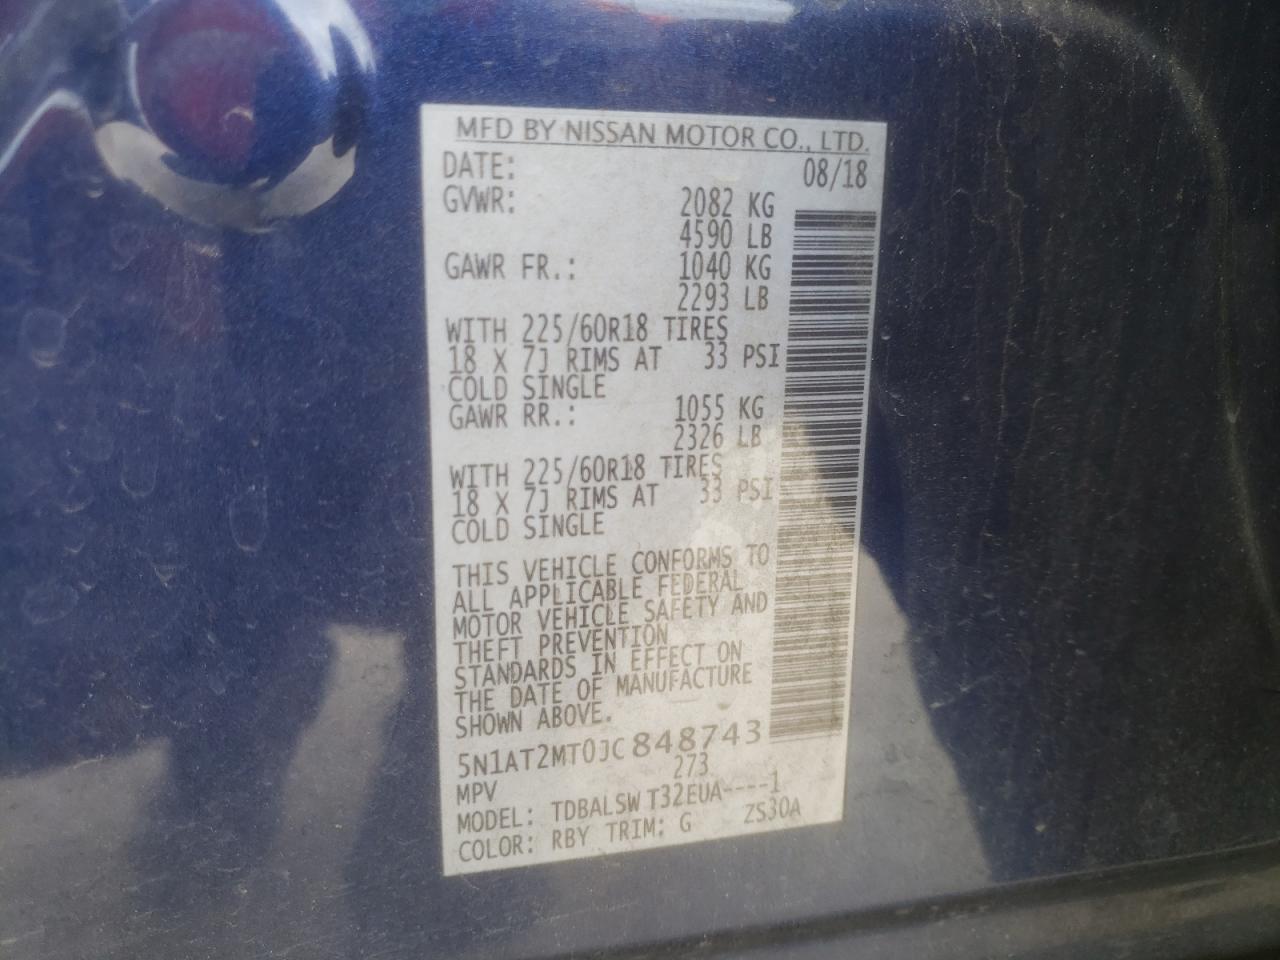 MFD BY NISSAN MOTOR CO., LTD.
DATE: 08/18
GVWR: 2082 KG
4590 LB
GAWR FR.: 1040 KG
2293 LB
WITH 225/60R18 TIRES
18 X 7J RIMS AT 33 PSI
COLD SINGLE
GAWR RR.: 1055 KG
2326 LB
WITH 225/60R18 TIRES
18 X 7J RIMS AT 33 PSI
COLD SINGLE
THIS VEHICLE CONFORMS TO
ALL APPLICABLE FEDERAL
MOTOR VEHICLE SAFETY AND
THEFT PREVENTION
STANDARDS IN EFFECT ON
THE DATE OF MANUFACTURE
SHOWN ABOVE.
5N1AT2MT0JC848743
MPV 273
MODEL: TDBALSW T32EUA----1
COLOR: RBY TRIM: G ZS30A